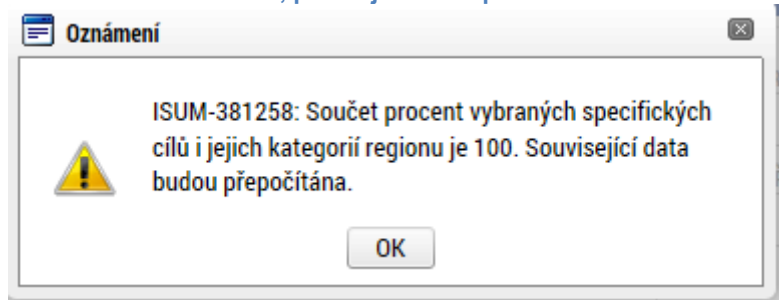 Oznámení
ISUM-381258: Součet procent vybraných specifických
cílů i jejich kategorií regionu je 100. Související data
budou přepočítána.
OK